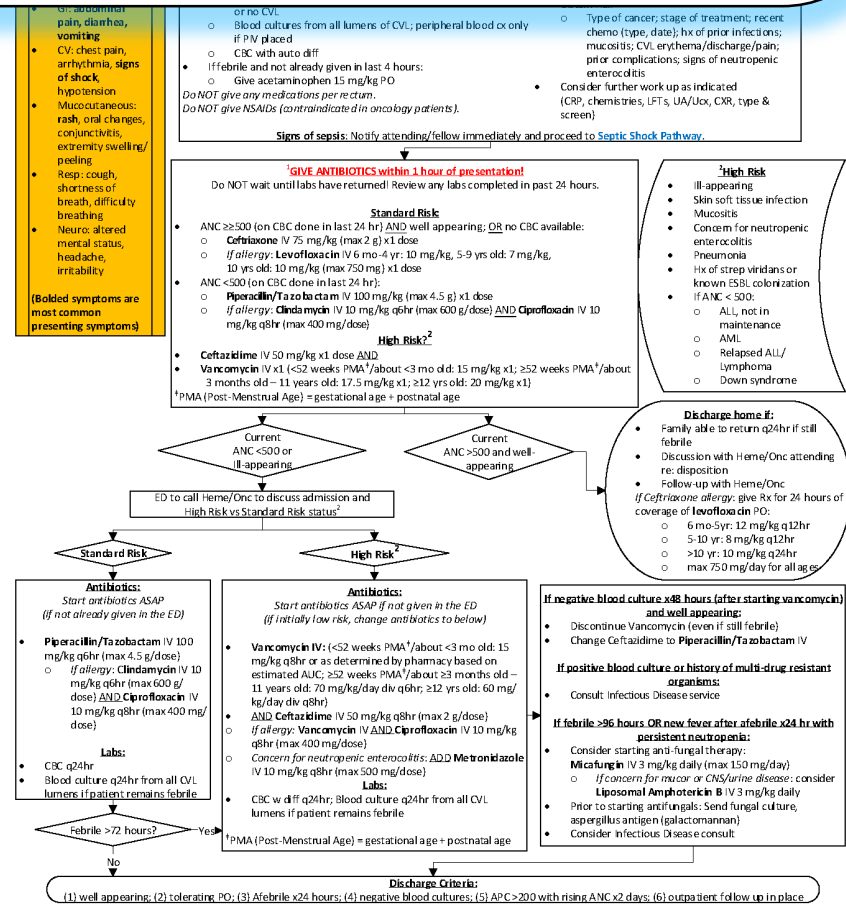 GI: abdominal
pain, diarrhea,
vomiting
CV: chest pain,
arrhythmia, signs
of shock,
hypotension
Mucocutaneous:
rash, oral changes,
conjunctivitis,
extremity swelling/
peeling
Resp: cough,
shortness of
breath, difficulty
breathing
Neuro: altered
mental status,
headache,
irritability
(Bolded symptoms are
most common
presenting symptoms)
or no CVL
Blood cultures from all lumens of CVL; peripheral blood cx only
if PIV placed
CBC with auto diff
If febrile and not already given in last 4 hours:
Give acetaminophen 15 mg/kg PO
Do NOT give any medications per rectum.
Do NOT give NSAIDs (contraindicated in oncology patients).
Type of cancer; stage of treatment; recent
chemo (type, date); hx of prior infections;
mucositis; CVL erythema/discharge/pain;
prior complications; signs of neutropenic
enterocolitis
Consider further work up as indicated
(CRP, chemistries, LFTs, UA/Ucx, CXR, type &
screen)
Signs of sepsis: Notify attending/fellow immediately and proceed to Septic Shock Pathway.
¹GIVE ANTIBIOTICS within 1 hour of presentation!
Do NOT wait until labs have returned! Review any labs completed in past 24 hours.
Standard Risk:
ANC ≥≥500 (on CBC done in last 24 hr) AND well appearing; OR no CBC available:
Ceftriaxone IV 75 mg/kg (max 2 g) x1 dose
If allergy: Levofloxacin IV 6 mo-4 yr: 10 mg/kg, 5-9 yrs old: 7 mg/kg,
10 yrs old: 10 mg/kg (max 750 mg) x1 dose
ANC <500 (on CBC done in last 24 hr):
Piperacillin/Tazobactam IV 100 mg/kg (max 4.5 g) x1 dose
If allergy: Clindamycin IV 10 mg/kg q6hr (max 600 g/dose) AND Ciprofloxacin IV 10
mg/kg q8hr (max 400 mg/dose)
High Risk?²
Ceftazidime IV 50 mg/kg x1 dose AND
Vancomycin IV x1 (<52 weeks PMA‡/about <3 mo old: 15 mg/kg x1; ≥52 weeks PMA‡/about
3 months old – 11 years old: 17.5 mg/kg x1; ≥12 yrs old: 20 mg/kg x1)
‡PMA (Post-Menstrual Age) = gestational age + postnatal age
²High Risk
Ill-appearing
Skin soft tissue infection
Mucositis
Concern for neutropenic
enterocolitis
Pneumonia
Hx of strep viridans or
known ESBL colonization
If ANC < 500:
ALL, not in
maintenance
AML
Relapsed ALL/
Lymphoma
Down syndrome
Current
ANC <500 or
Ill-appearing
Current
ANC >500 and well-
appearing
Discharge home if:
Family able to return q24hr if still
febrile
Discussion with Heme/Onc attending
re: disposition
Follow-up with Heme/Onc
If Ceftriaxone allergy: give Rx for 24 hours of
coverage of levofloxacin PO:
6 mo-5yr: 12 mg/kg q12hr
5-10 yr: 8 mg/kg q12hr
>10 yr: 10 mg/kg q24hr
max 750 mg/day for all ages
ED to call Heme/Onc to discuss admission and
High Risk vs Standard Risk status²
Standard Risk
High Risk²
Antibiotics:
Start antibiotics ASAP
(if not already given in the ED)
Piperacillin/Tazobactam IV 100
mg/kg q6hr (max 4.5 g/dose)
If allergy: Clindamycin IV 10
mg/kg q6hr (max 600 g/
dose) AND Ciprofloxacin IV
10 mg/kg q8hr (max 400 mg/
dose)
Labs:
CBC q24hr
Blood culture q24hr from all CVL
lumens if patient remains febrile
Antibiotics:
Start antibiotics ASAP if not given in the ED
(if initially low risk, change antibiotics to below)
Vancomycin IV: (<52 weeks PMA‡/about <3 mo old: 15
mg/kg q8hr or as determined by pharmacy based on
estimated AUC; ≥52 weeks PMA‡/about ≥3 months old –
11 years old: 70 mg/kg/day div q6hr; ≥12 yrs old: 60 mg/
kg/day div q8hr)
AND Ceftazidime IV 50 mg/kg q8hr (max 2 g/dose)
If allergy: Vancomycin IV AND Ciprofloxacin IV 10 mg/kg
q8hr (max 400 mg/dose)
Concern for neutropenic enterocolitis: ADD Metronidazole
IV 10 mg/kg q8hr (max 500 mg/dose)
Labs:
CBC w diff q24hr; Blood culture q24hr from all CVL
lumens if patient remains febrile
‡PMA (Post-Menstrual Age) = gestational age + postnatal age
If negative blood culture x48 hours (after starting vancomycin)
and well appearing:
Discontinue Vancomycin (even if still febrile)
Change Ceftazidime to Piperacillin/Tazobactam IV
If positive blood culture or history of multi-drug resistant
organisms:
Consult Infectious Disease service
If febrile >96 hours OR new fever after afebrile x24 hr with
persistent neutropenia:
Consider starting anti-fungal therapy:
Micafungin IV 3 mg/kg daily (max 150 mg/day)
If concern for mucor or CNS/urine disease: consider
Liposomal Amphotericin B IV 3 mg/kg daily
Prior to starting antifungals: Send fungal culture,
aspergillus antigen (galactomannan)
Consider Infectious Disease consult
Febrile >72 hours?
Yes
No
Discharge Criteria:
(1) well appearing; (2) tolerating PO; (3) Afebrile x24 hrs; (4) negative blood cultures; (5) APC >200 with rising ANC x2 days; (6) outpatient follow up in place